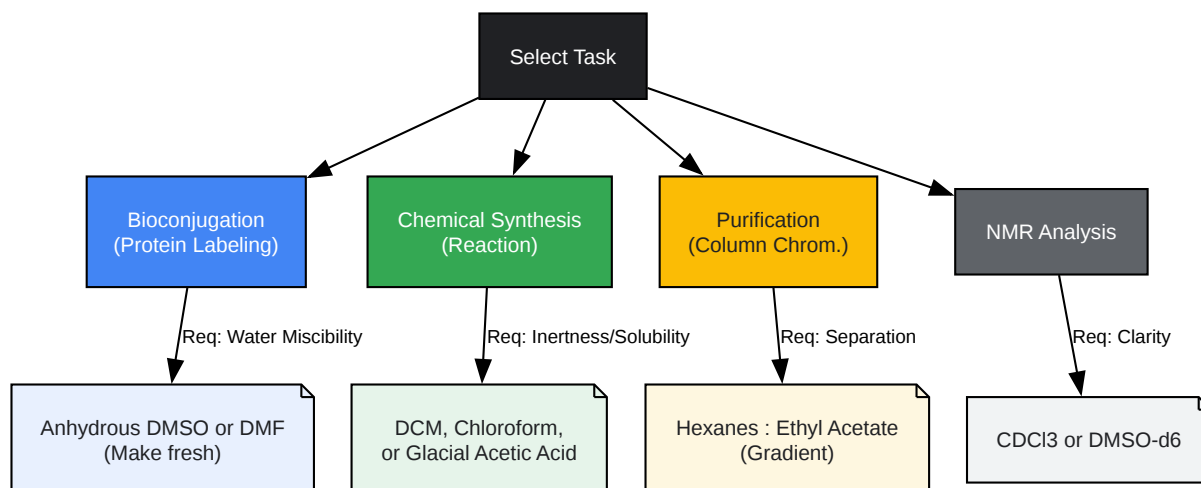 Select Task
Bioconjugation
(Protein Labeling)
Chemical Synthesis
(Reaction)
Purification
(Column Chrom.)
NMR Analysis
Req: Water Miscibility
Req: Inertness/Solubility
Req: Separation
Req: Clarity
Anhydrous DMSO or DMF
(Make fresh)
DCM, Chloroform,
or Glacial Acetic Acid
Hexanes : Ethyl Acetate
(Gradient)
CDCl3 or DMSO-d6